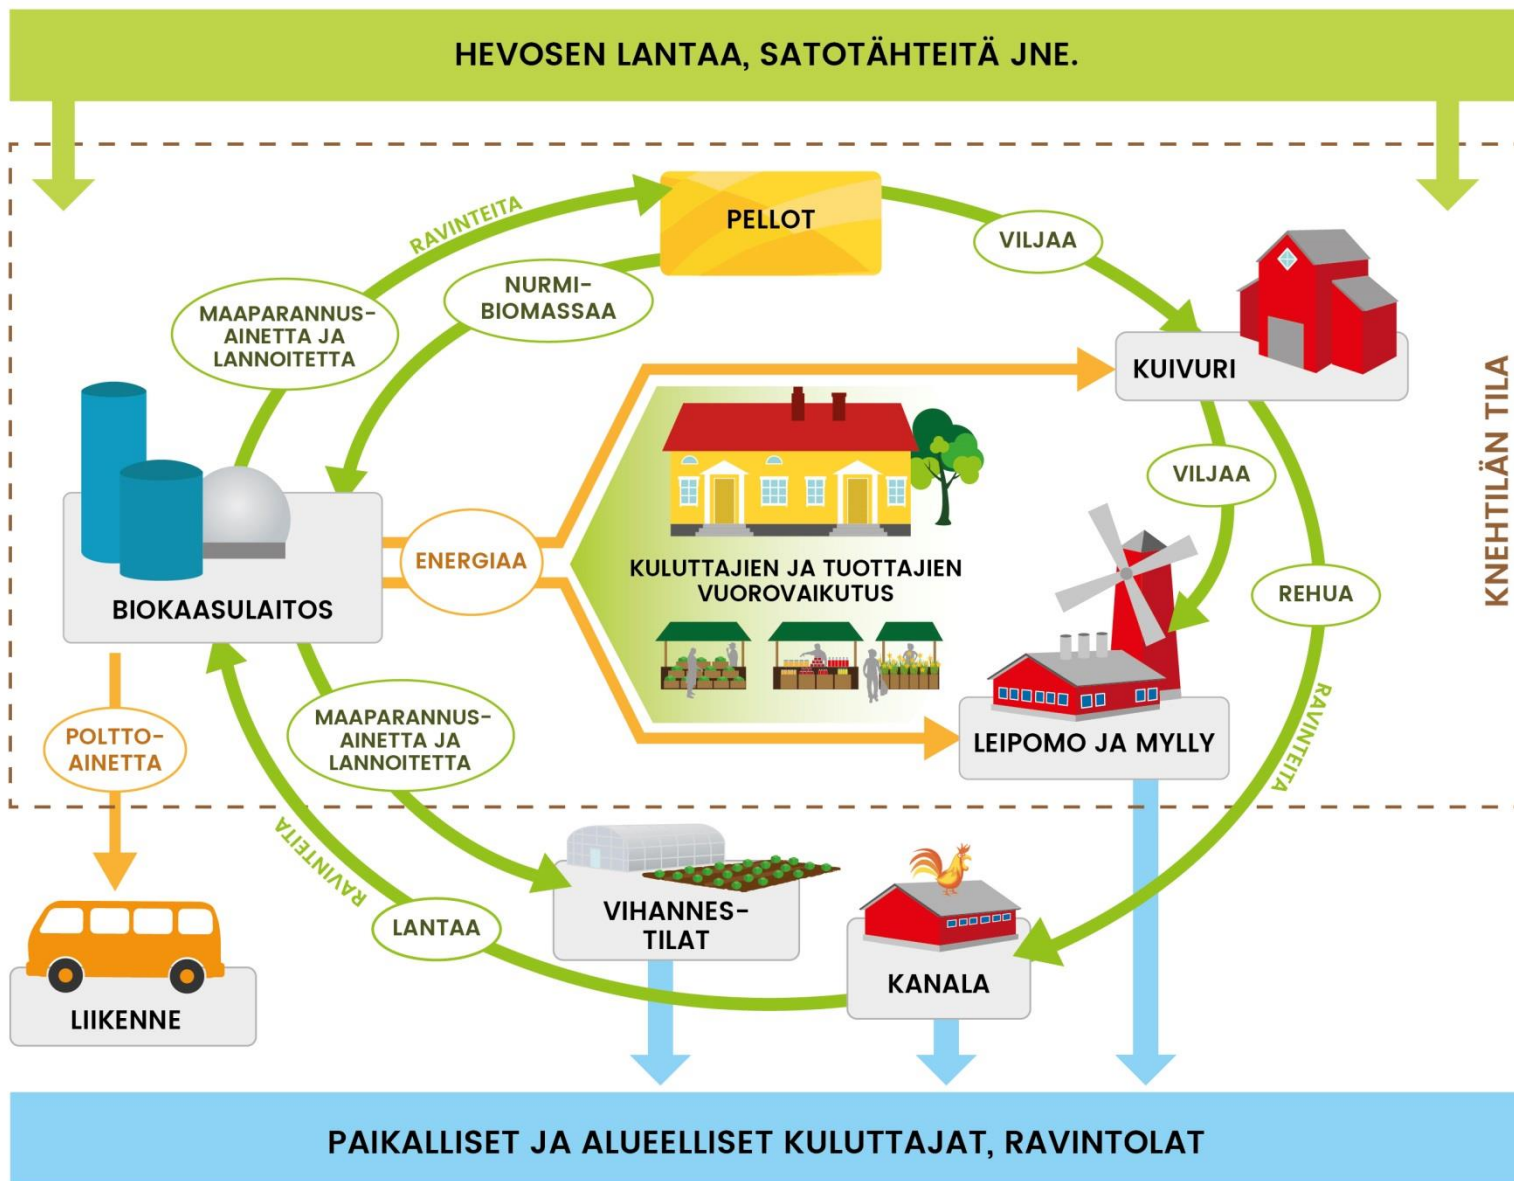 HEVOSEN LANTAA, SATOTÄHTEITÄ JNE.
RAVINTEITA
PELLOT
VILJAA
NURMI-
BIOMASSAA
MAAPARANNUS-
AINETTA JA
LANNOITETTA
KUIVURI
KNEHTILÄN TILA
VILJAA
ENERGIAA
KULUTTAJIEN JA TUOTTAJIEN
VUOROVAIKUTUS
REHUA
BIOKAASULAITOS
POLTTO-
AINETTA
MAAPARANNUS-
AINETTA JA
LANNOITETTA
LEIPOMO JA MYLLY
RAVINTEITA
RAVINTEITA
LANTAA
VIHANNES-
TILAT
KANALA
LIIKENNE
PAIKALLISET JA ALUEELLISET KULUTTAJAT, RAVINTOLAT